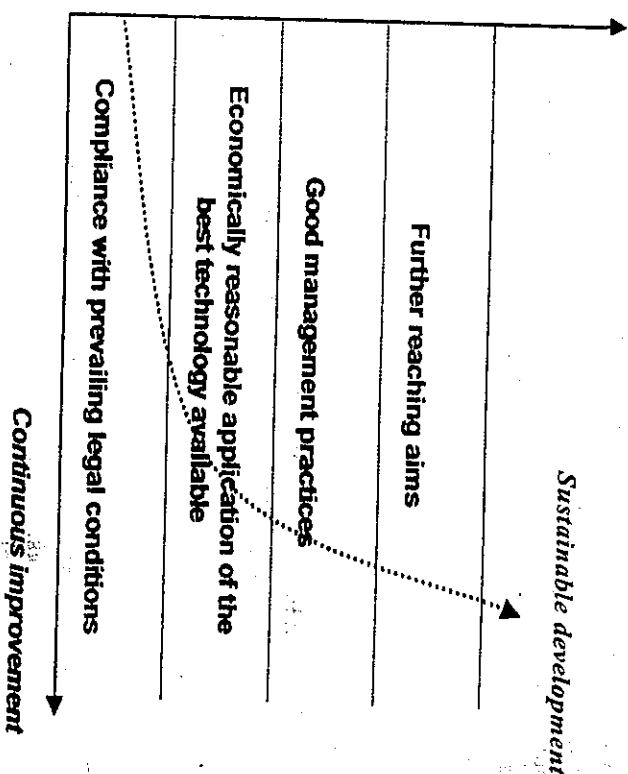 Sustainable development
Further reaching aims
Good management practices
Economically reasonable application of the
best technology available
Compliance with prevailing legal conditions
Continuous improvement